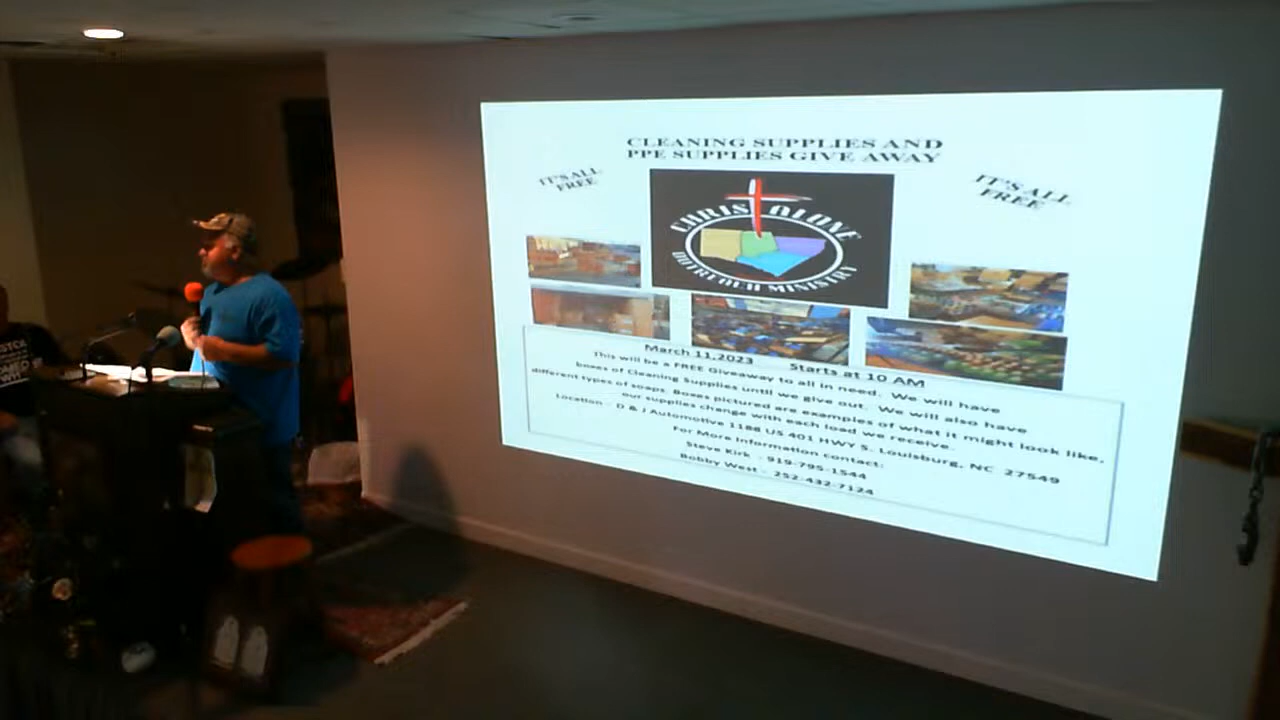 CLEANING SUPPLIES AND
PPE SUPPLIES GIVE AWAY
IT'S ALL
FREE
IT'S ALL
FREE
CHRIST ALONE
OUTREACH MINISTRY
March 11,2023 Starts at 10 AM
This will be a FREE Giveaway to all in need. We will have
boxes of Cleaning Supplies until we give out. We will also have
different types of soaps. Boxes pictured are examples of what it might look like,
our supplies change with each load we receive.
Location - D & J Automotive 1188 US 401 HWY S. Louisburg, NC 27549
For More Information contact:
Steve Kirk - 919-795-1544
Bobby West - 252-432-7124